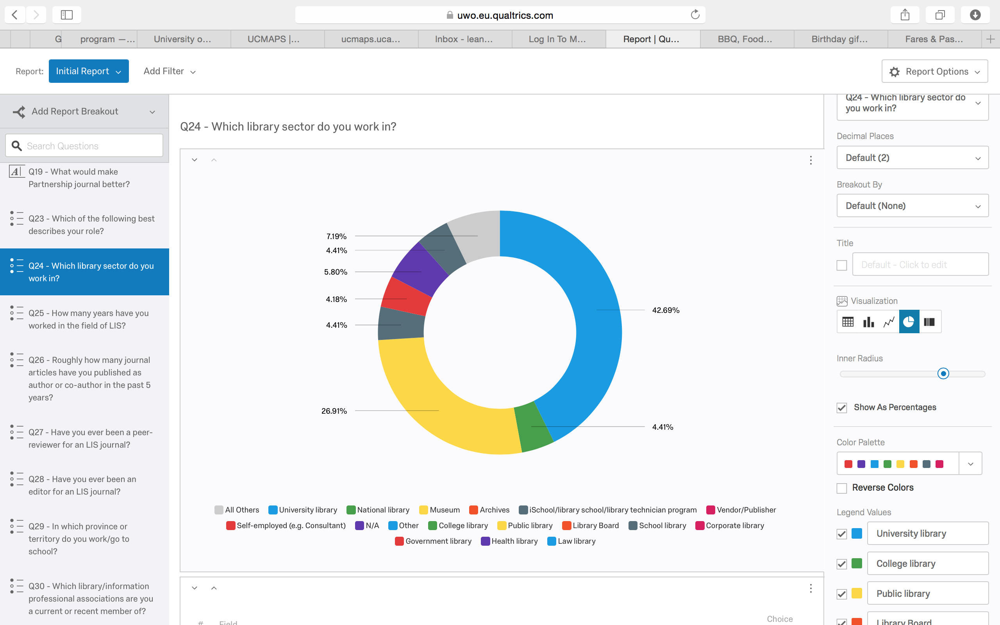 uwo.eu.qualtrics.com
G
program —...
University o...
UCMAPS |...
ucmaps.uca...
Inbox - lean...
Log In To M...
Report | Qu...
BBQ, Food...
Birthday gif...
Fares & Pas...
Report:
Initial Report
Add Filter
Report Options
Add Report Breakout
Search Questions
Q19 - What would make
Partnership journal better?
Q23 - Which of the following best
describes your role?
Q24 - Which library sector do you
work in?
Q25 - How many years have you
worked in the field of LIS?
Q26 - Roughly how many journal
articles have you published as
author or co-author in the past 5
years?
Q27 - Have you ever been a peer-
reviewer for an LIS journal?
Q28 - Have you ever been an
editor for an LIS journal?
Q29 - In which province or
territory do you work/go to
school?
Q30 - Which library/information
professional associations are you
a current or recent member of?
Q24 - Which library sector do you work in?
7.19%
4.41%
5.80%
4.18%
4.41%
26.91%
42.69%
4.41%
All Others University library National library Museum Archives iSchool/library school/library technician program Vendor/Publisher
Self-employed (e.g. Consultant) N/A Other College library Public library Library Board School library Corporate library
Government library Health library Law library
# Field
Choice
Q24 - Which library sector do
you work in?
Decimal Places
Default (2)
Breakout By
Default (None)
Title
Default - Click to edit
Visualization
Inner Radius
Show As Percentages
Color Palette
Reverse Colors
Legend Values
University library
College library
Public library
Library Board